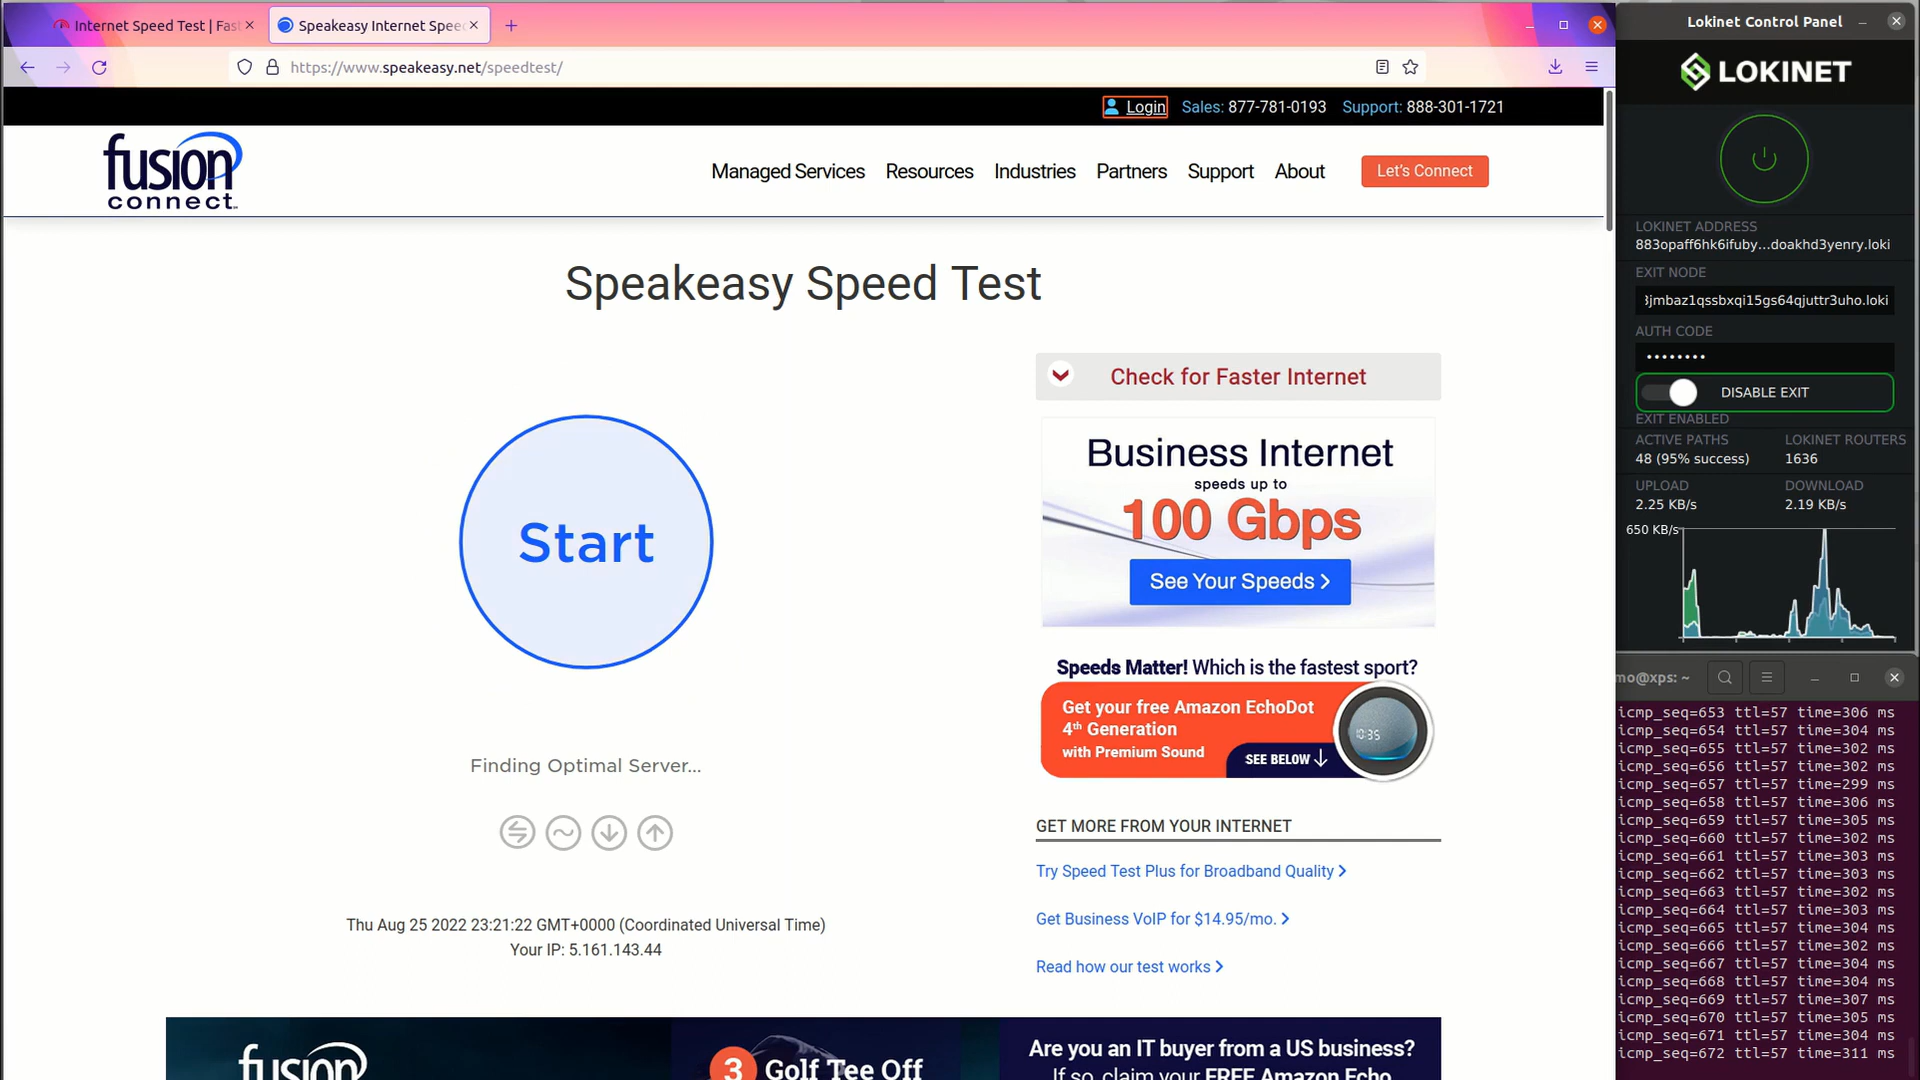 Internet Speed Test | Fas
Speakeasy Internet Spee
https://www.speakeasy.net/speedtest/
Login Sales: 877-781-0193 Support: 888-301-1721
fusion
connect
Managed Services Resources Industries Partners Support About Let's Connect
Speakeasy Speed Test
Start
Finding Optimal Server...
Thu Aug 25 2022 23:21:22 GMT+0000 (Coordinated Universal Time)
Your IP: 5.161.143.44
Check for Faster Internet
Business Internet
speeds up to
100 Gbps
See Your Speeds >
Speeds Matter! Which is the fastest sport?
Get your free Amazon EchoDot
4th Generation
with Premium Sound
SEE BELOW ↓
10:35
GET MORE FROM YOUR INTERNET
Try Speed Test Plus for Broadband Quality >
Get Business VoIP for $14.95/mo. >
Read how our test works >
fusion
3 Golf Tee Off
Are you an IT buyer from a US business?
If so, claim your FREE Amazon Echo
Lokinet Control Panel
LOKINET
LOKINET ADDRESS
883opaff6hk6ifuby...doakhd3yenry.loki
EXIT NODE
3jmbaz1qssbxqi15gs64qjuttr3uho.loki
AUTH CODE
••••••••
DISABLE EXIT
EXIT ENABLED
ACTIVE PATHS LOKINET ROUTERS
48 (95% success) 1636
UPLOAD DOWNLOAD
2.25 KB/s 2.19 KB/s
650 KB/s
mo@xps: ~
icmp_seq=653 ttl=57 time=306 ms
icmp_seq=654 ttl=57 time=304 ms
icmp_seq=655 ttl=57 time=302 ms
icmp_seq=656 ttl=57 time=302 ms
icmp_seq=657 ttl=57 time=299 ms
icmp_seq=658 ttl=57 time=306 ms
icmp_seq=659 ttl=57 time=305 ms
icmp_seq=660 ttl=57 time=302 ms
icmp_seq=661 ttl=57 time=303 ms
icmp_seq=662 ttl=57 time=303 ms
icmp_seq=663 ttl=57 time=302 ms
icmp_seq=664 ttl=57 time=303 ms
icmp_seq=665 ttl=57 time=304 ms
icmp_seq=666 ttl=57 time=302 ms
icmp_seq=667 ttl=57 time=304 ms
icmp_seq=668 ttl=57 time=304 ms
icmp_seq=669 ttl=57 time=307 ms
icmp_seq=670 ttl=57 time=305 ms
icmp_seq=671 ttl=57 time=304 ms
icmp_seq=672 ttl=57 time=311 ms